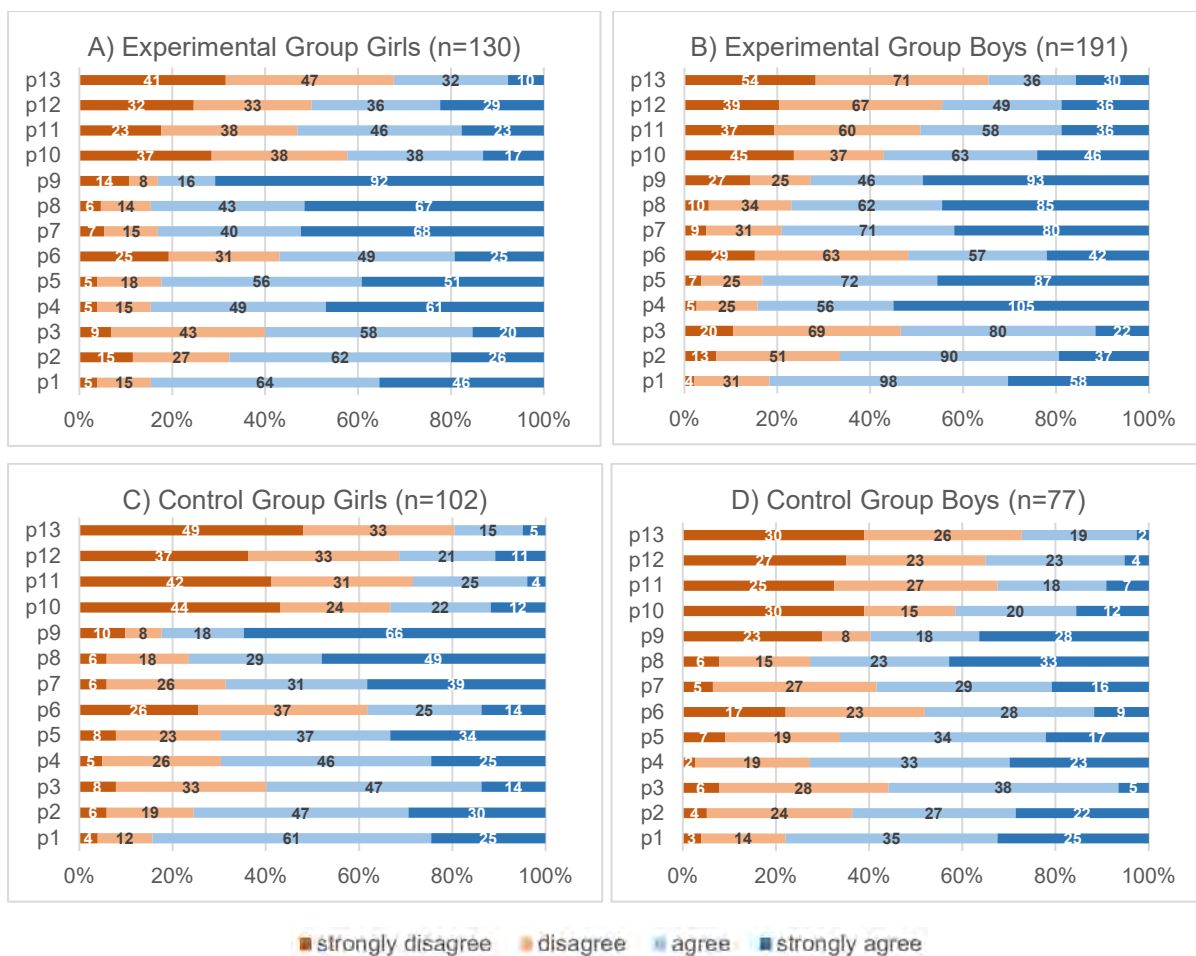 A) Experimental Group Girls (n=130)
p13 41 47 32 10
p12 32 33 36 29
p11 23 38 46 23
p10 37 38 38 17
p9 14 8 16 92
p8 6 14 43 67
p7 7 15 40 68
p6 25 31 49 25
p5 5 18 56 51
p4 5 15 49 61
p3 9 43 58 20
p2 15 27 62 26
p1 5 15 64 46
0% 20% 40% 60% 80% 100%
B) Experimental Group Boys (n=191)
p13 54 71 36 30
p12 39 67 49 36
p11 37 60 58 36
p10 45 37 63 46
p9 27 25 46 93
p8 10 34 62 85
p7 9 31 71 80
p6 29 63 57 42
p5 7 25 72 87
p4 5 25 56 105
p3 20 69 80 22
p2 13 51 90 37
p1 4 31 98 58
0% 20% 40% 60% 80% 100%
C) Control Group Girls (n=102)
p13 49 33 15 5
p12 37 33 21 11
p11 42 31 25 4
p10 44 24 22 12
p9 10 8 18 66
p8 6 18 29 49
p7 6 26 31 39
p6 26 37 25 14
p5 8 23 37 34
p4 5 26 46 25
p3 8 33 47 14
p2 6 19 47 30
p1 4 12 61 25
0% 20% 40% 60% 80% 100%
D) Control Group Boys (n=77)
p13 30 26 19 2
p12 27 23 23 4
p11 25 27 18 7
p10 30 15 20 12
p9 23 8 18 28
p8 6 15 23 33
p7 5 27 29 16
p6 17 23 28 9
p5 7 19 34 17
p4 2 19 33 23
p3 6 28 38 5
p2 4 24 27 22
p1 3 14 35 25
0% 20% 40% 60% 80% 100%
strongly disagree disagree agree strongly agree